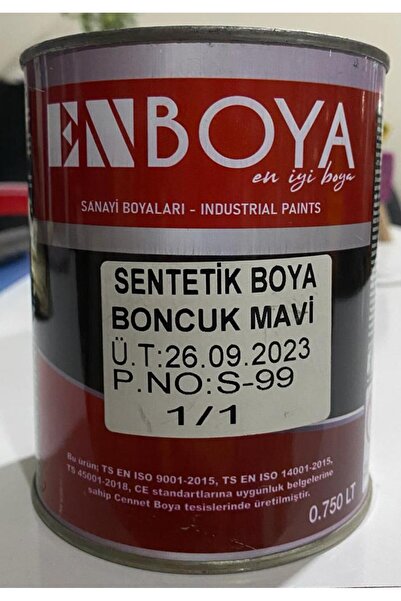 ENBOYA
en iyi boya
SANAYİ BOYALARI - INDUSTRIAL PAINTS
SENTETİK BOYA
BONCUK MAVİ
Ü.T:26.09.2023
P.NO:S-99
1/1
Bu ürün; TS EN ISO 9001-2015, TS EN ISO 14001-2015,
TS 45001-2018, CE standartlarına uygunluk belgelerine
sahip Cennet Boya tesislerinde üretilmiştir.
0.750 LT